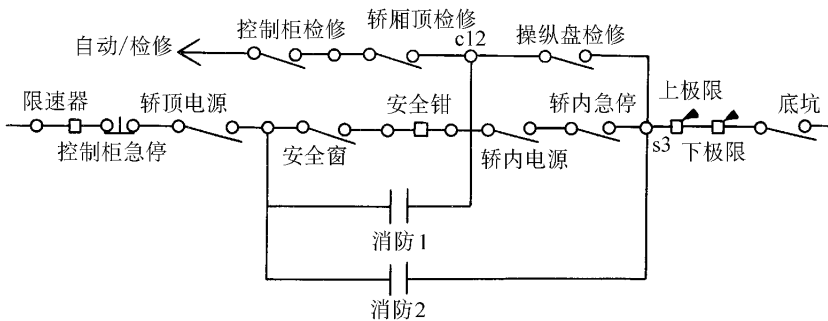 控制柜检修
轿厢顶检修
c12
操纵盘检修
自动/检修
限速器
轿顶电源
安全钳
轿内急停
上极限
底坑
控制柜急停
安全窗
轿内电源
s3
下极限
消防1
消防2